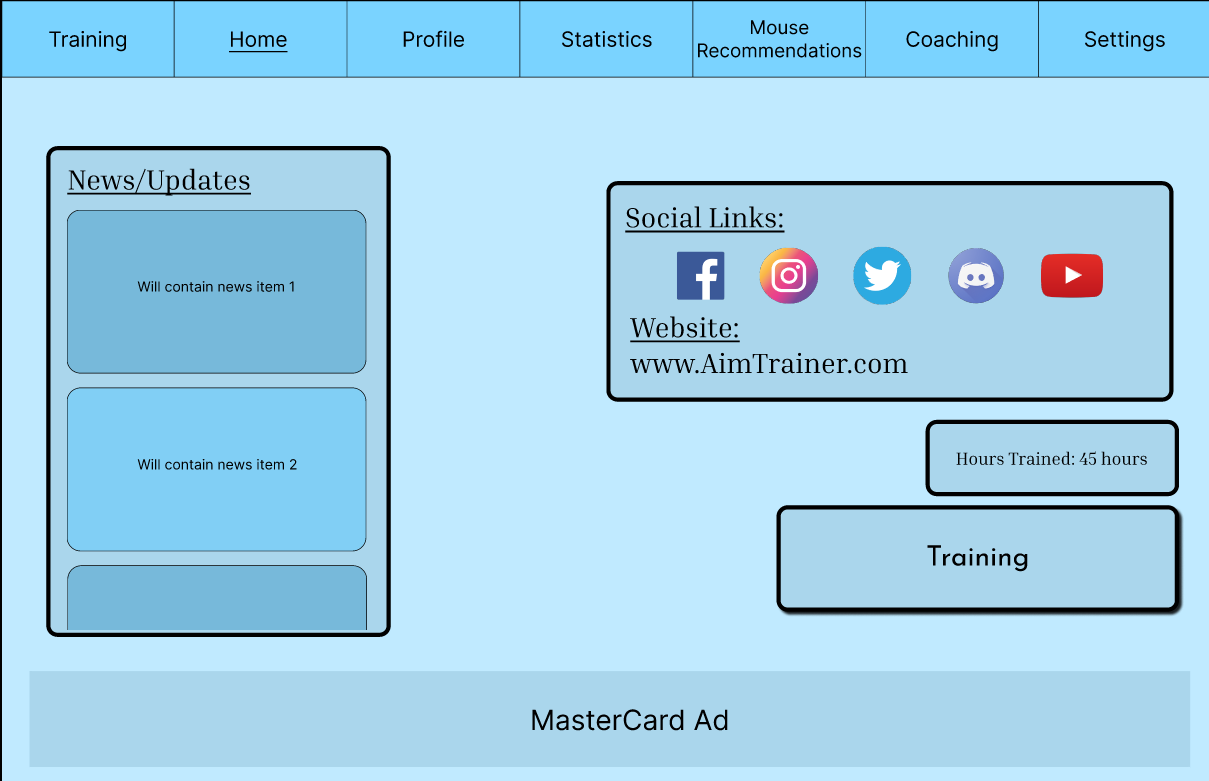 Training
Home
Profile
Statistics
Mouse
Recommendations
Coaching
Settings
News/Updates
Will contain news item 1
Will contain news item 2
Social Links:
Website:
www.AimTrainer.com
Hours Trained: 45 hours
Training
MasterCard Ad